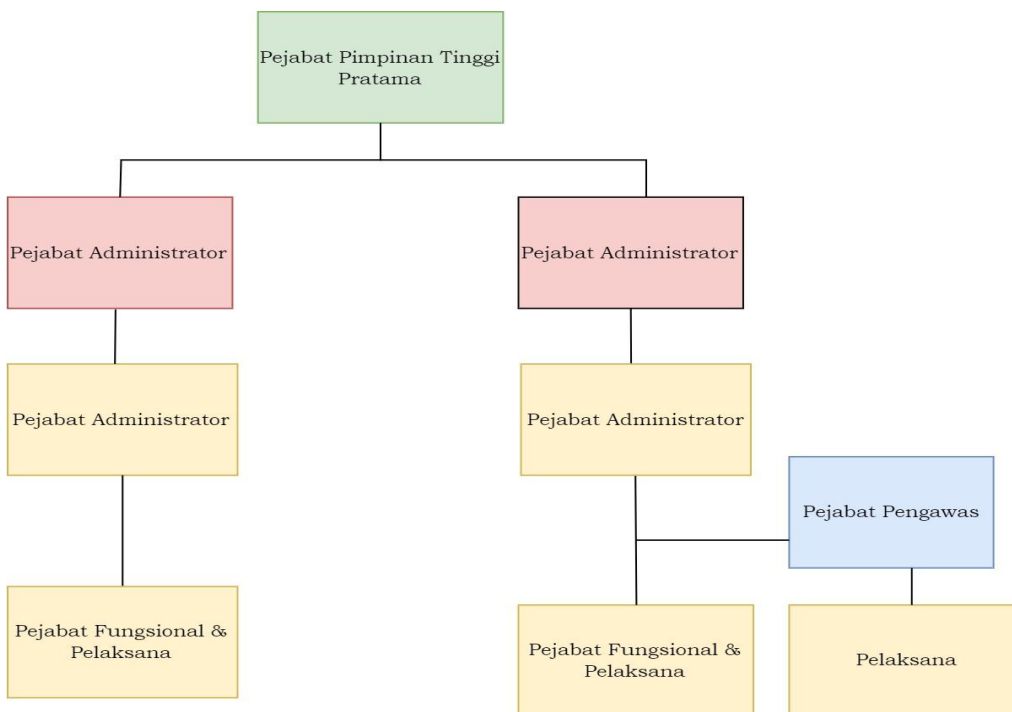 Pejabat Pimpinan Tinggi
Pratama
Pejabat Administrator
Pejabat Administrator
Pejabat Administrator
Pejabat Administrator
Pejabat Pengawas
Pejabat Fungsional &
Pelaksana
Pejabat Fungsional &
Pelaksana
Pelaksana